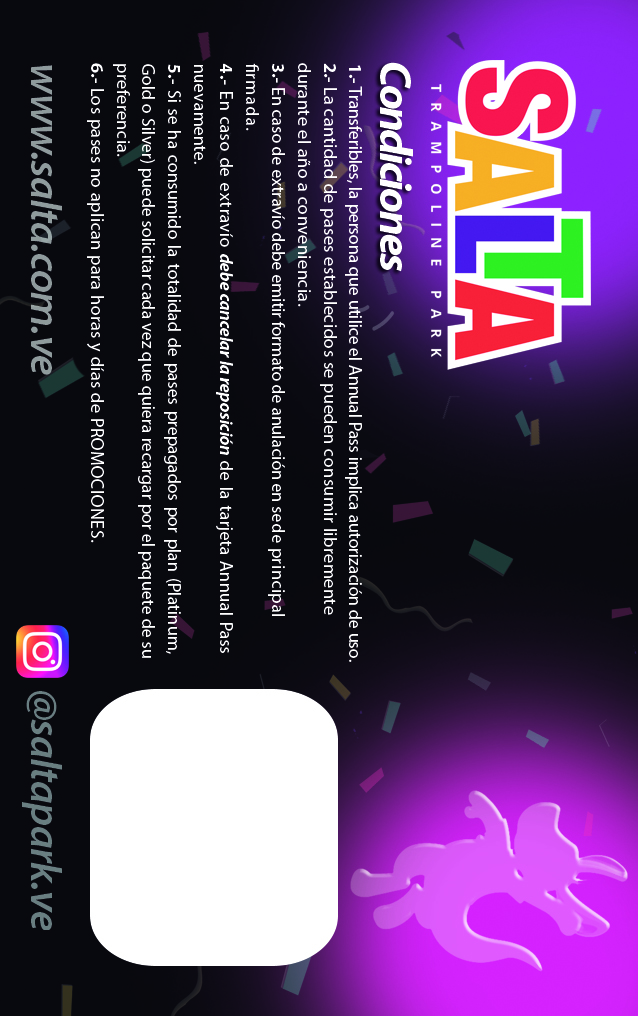 SALTA
TRAMPOLINE PARK
Condiciones
1.- Transferibles, la persona que utilice el Annual Pass implica autorización de uso.
2.- La cantidad de pases establecidos se pueden consumir libremente
durante el año a conveniencia.
3.- En caso de extravío debe emitir formato de anulación en sede principal
firmada.
4.- En caso de extravío debe cancelar la reposición de la tarjeta Annual Pass
nuevamente.
5.- Si se ha consumido la totalidad de pases prepagados por plan (Platinum,
Gold o Silver) puede solicitar cada vez que quiera recargar por el paquete de su
preferencia.
6.- Los pases no aplican para horas y días de PROMOCIONES.
www.salta.com.ve
@saltapark.ve